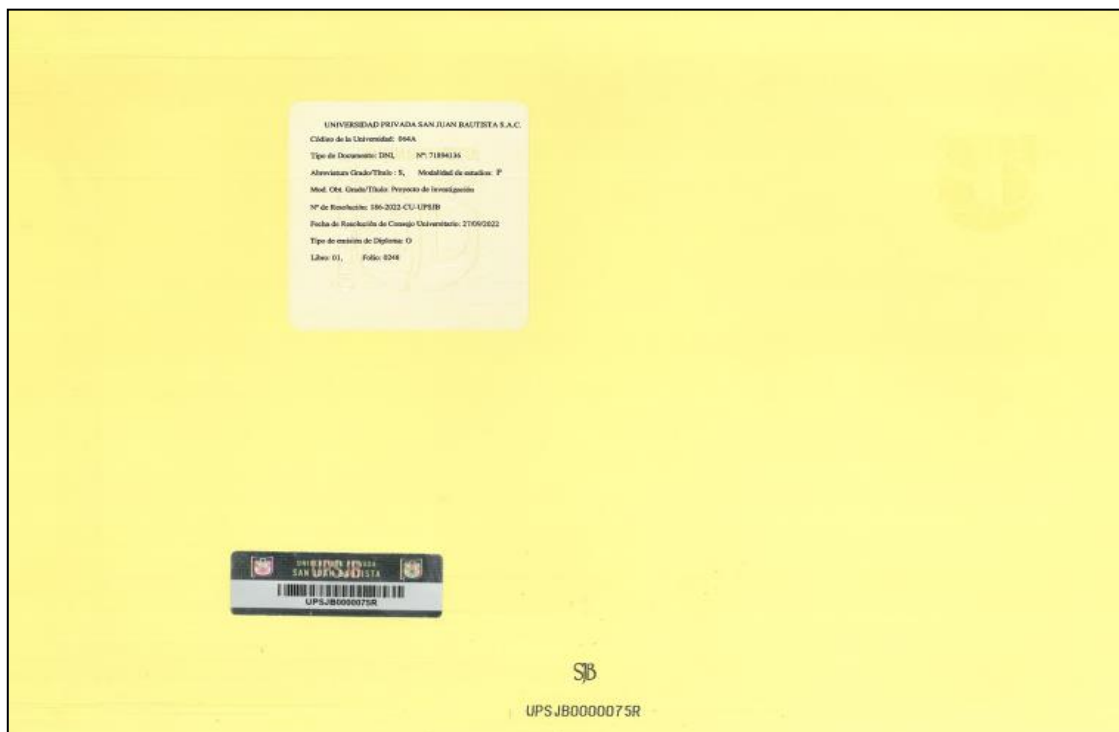 UNIVERSIDAD PRIVADA SAN JUAN BAUTISTA S.A.C.
Código de la Universidad: 064A
Tipo de Documento: DNI, Nº: 71894136
Abreviatura Grado/Título : S, Modalidad de estudios: P
Mod. Obt. Grado/Título: Proyecto de Investigación
Nº de Resolución: 186-2022-CU-UPSJB
Fecha de Resolución de Consejo Universitario: 27/09/2022
Tipo de emisión de Diploma: O
Libro: 01, Folio: 0248
UNIVERSIDAD PRIVADA
SAN JUAN BAUTISTA
UPSJB
UPSJB0000075R
SJB
UPSJB0000075R